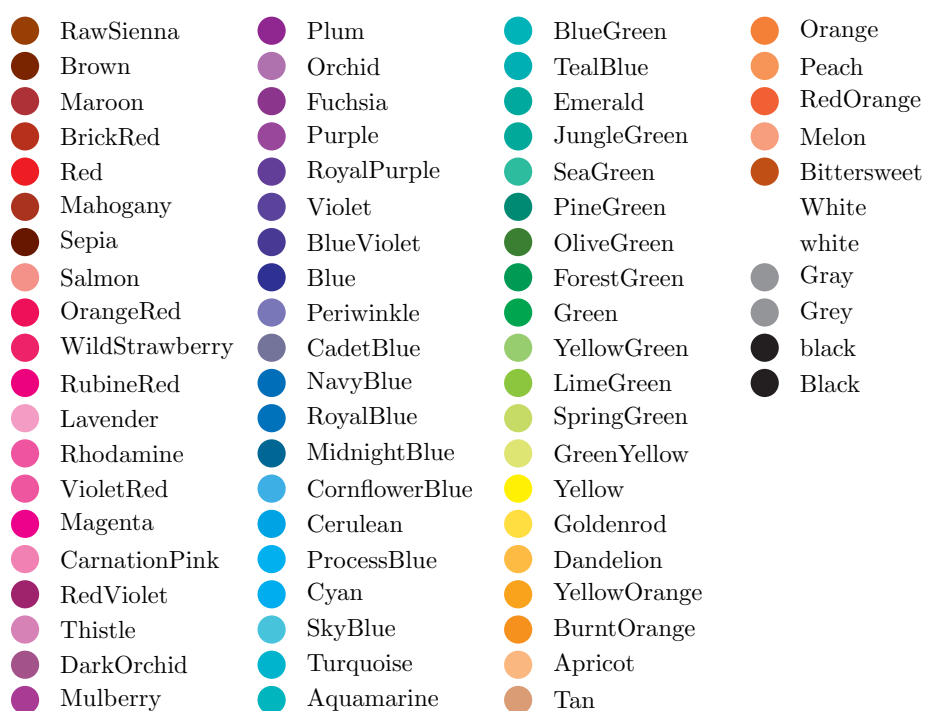 RawSienna
Brown
Maroon
BrickRed
Red
Mahogany
Sepia
Salmon
OrangeRed
WildStrawberry
RubineRed
Lavender
Rhodamine
VioletRed
Magenta
CarnationPink
RedViolet
Thistle
DarkOrchid
Mulberry
Plum
Orchid
Fuchsia
Purple
RoyalPurple
Violet
BlueViolet
Blue
Periwinkle
CadetBlue
NavyBlue
RoyalBlue
MidnightBlue
CornflowerBlue
Cerulean
ProcessBlue
Cyan
SkyBlue
Turquoise
Aquamarine
BlueGreen
TealBlue
Emerald
JungleGreen
SeaGreen
PineGreen
OliveGreen
ForestGreen
Green
YellowGreen
LimeGreen
SpringGreen
GreenYellow
Yellow
Goldenrod
Dandelion
YellowOrange
BurntOrange
Apricot
Tan
Orange
Peach
RedOrange
Melon
Bittersweet
White
white
Gray
Grey
black
Black